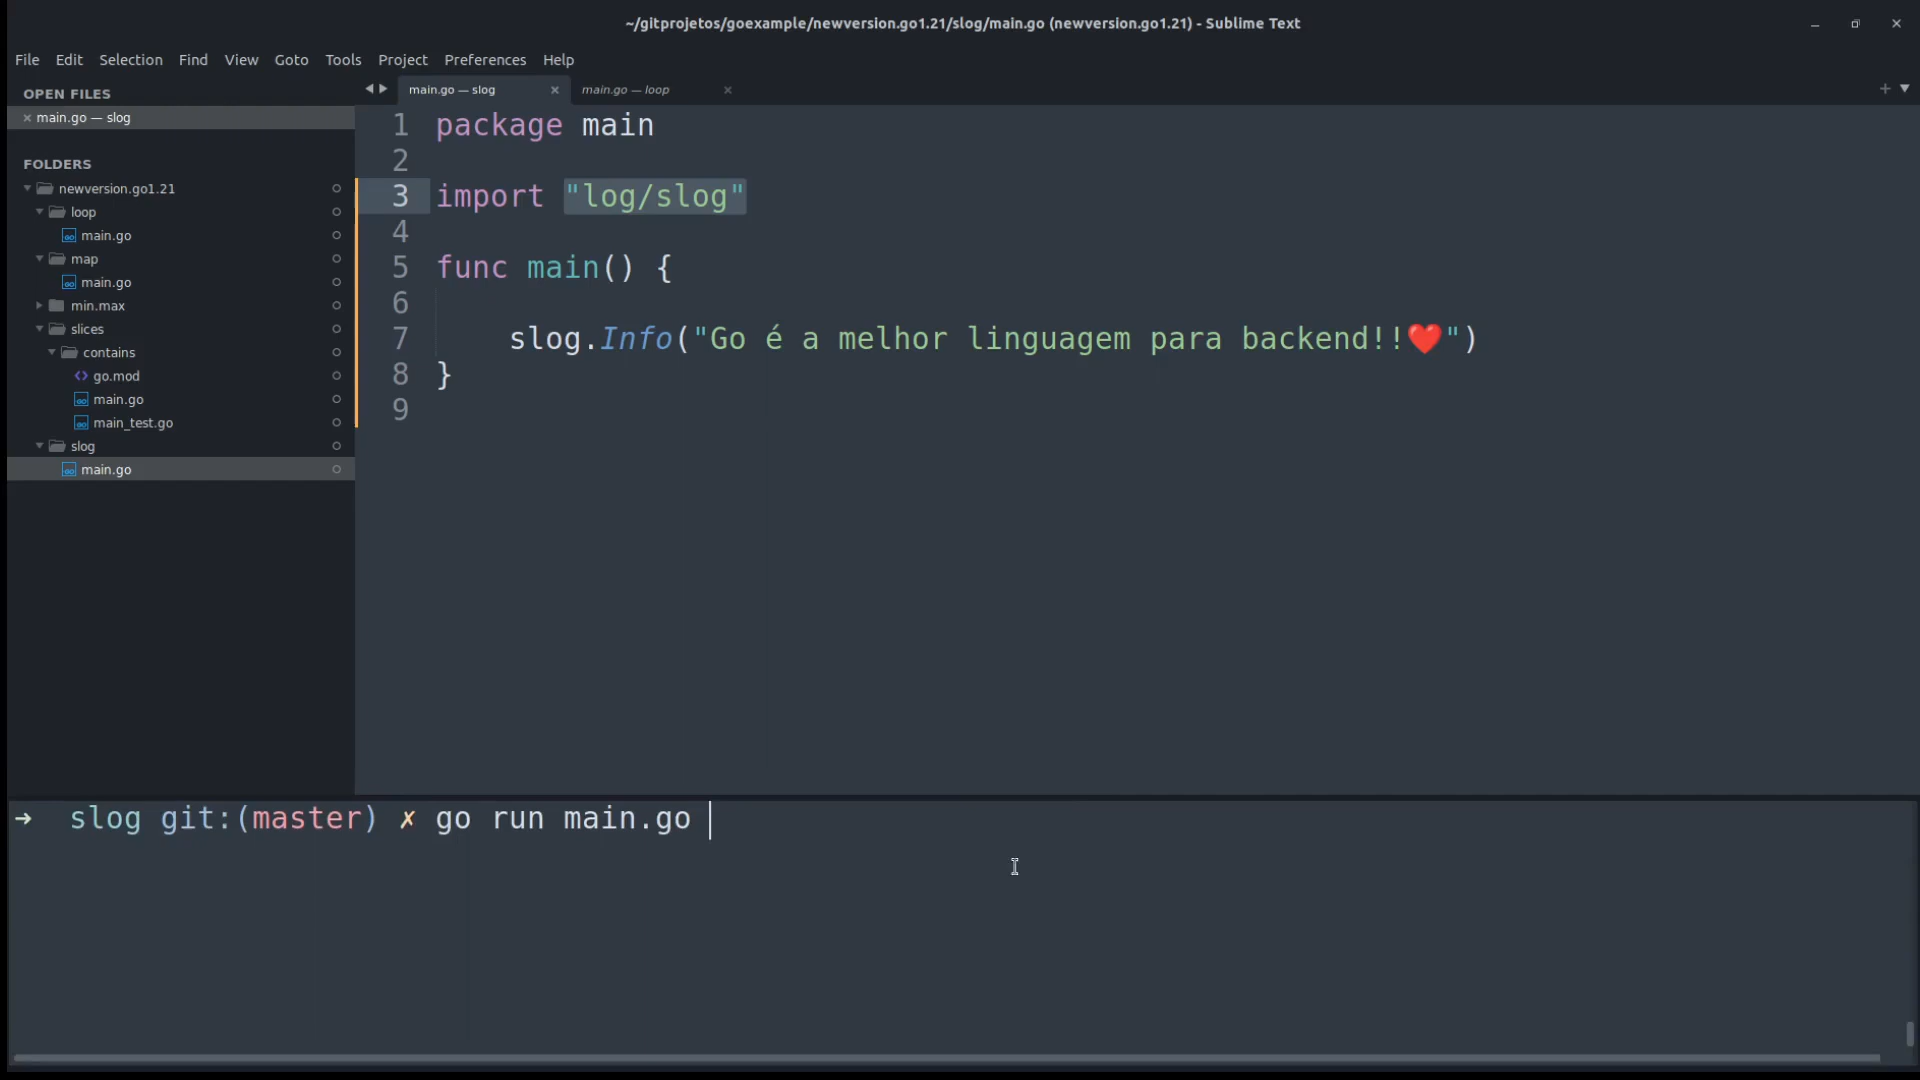 ~/gitprojetos/goexample/newversion.go1.21/slog/main.go (newversion.go1.21) - Sublime Text
File Edit Selection Find View Goto Tools Project Preferences Help
OPEN FILES
main.go — slog
FOLDERS
newversion.go1.21
loop
main.go
map
main.go
min.max
slices
contains
go.mod
main.go
main_test.go
slog
main.go
main.go — slog main.go — loop
1 package main
2
3 import "log/slog"
4
5 func main() {
6
7 slog.Info("Go é a melhor linguagem para backend!!❤️")
8 }
9
➜ slog git:(master) ✗ go run main.go